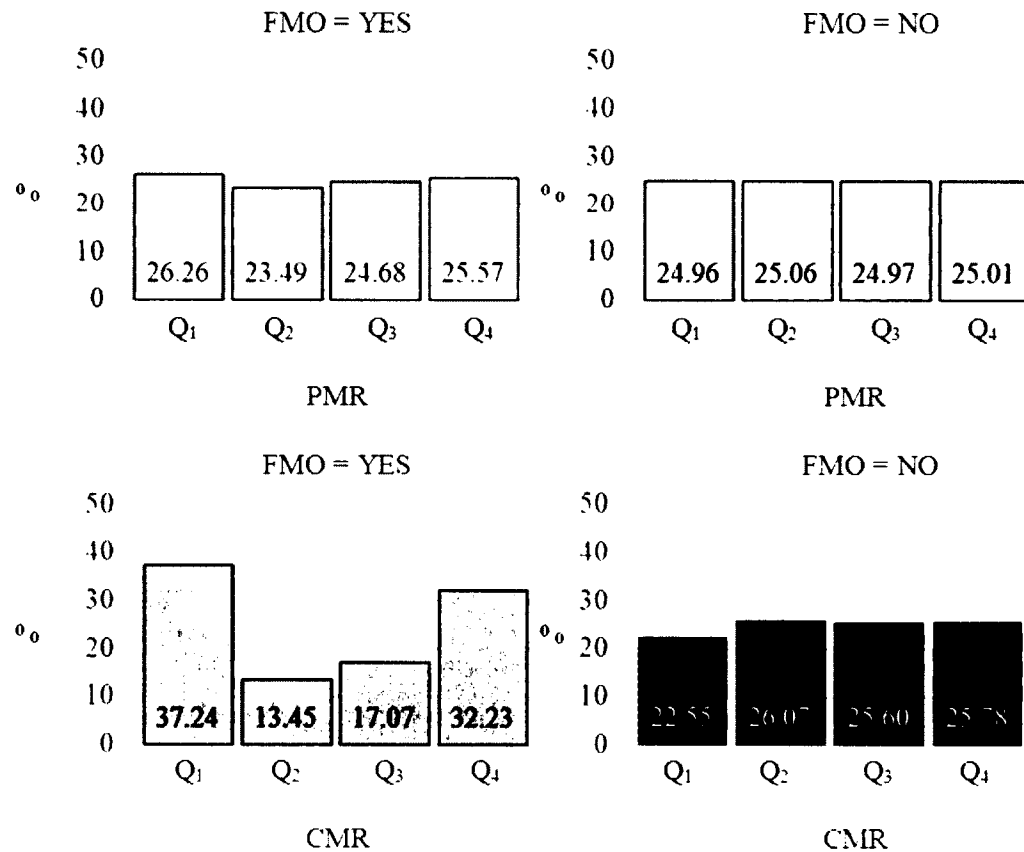 FMO = YES
50
40
30
20
10
0
%
26.26 23.49 24.68 25.57
Q1 Q2 Q3 Q4
PMR
FMO = NO
50
40
30
20
10
0
%
24.96 25.06 24.97 25.01
Q1 Q2 Q3 Q4
PMR
FMO = YES
50
40
30
20
10
0
%
37.24 13.45 17.07 32.23
Q1 Q2 Q3 Q4
CMR
FMO = NO
50
40
30
20
10
0
%
22.55 26.07 25.60 25.78
Q1 Q2 Q3 Q4
CMR